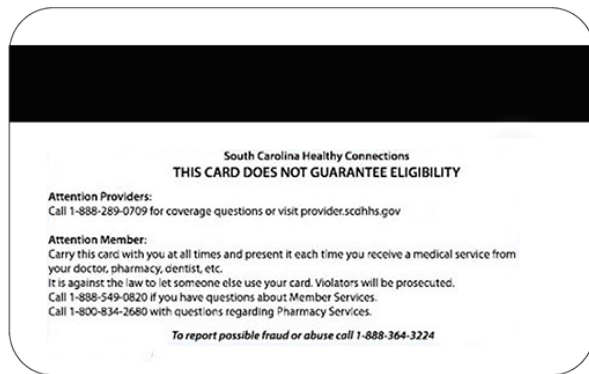 South Carolina Healthy Connections
THIS CARD DOES NOT GUARANTEE ELIGIBILITY
Attention Providers:
Call 1-888-289-0709 for coverage questions or visit provider.scdhhs.gov
Attention Member:
Carry this card with you at all times and present it each time you receive a medical service from
your doctor, pharmacy, dentist, etc.
It is against the law to let someone else use your card. Violators will be prosecuted.
Call 1-888-549-0820 if you have questions about Member Services.
Call 1-800-834-2680 with questions regarding Pharmacy Services.
To report possible fraud or abuse call 1-888-364-3224